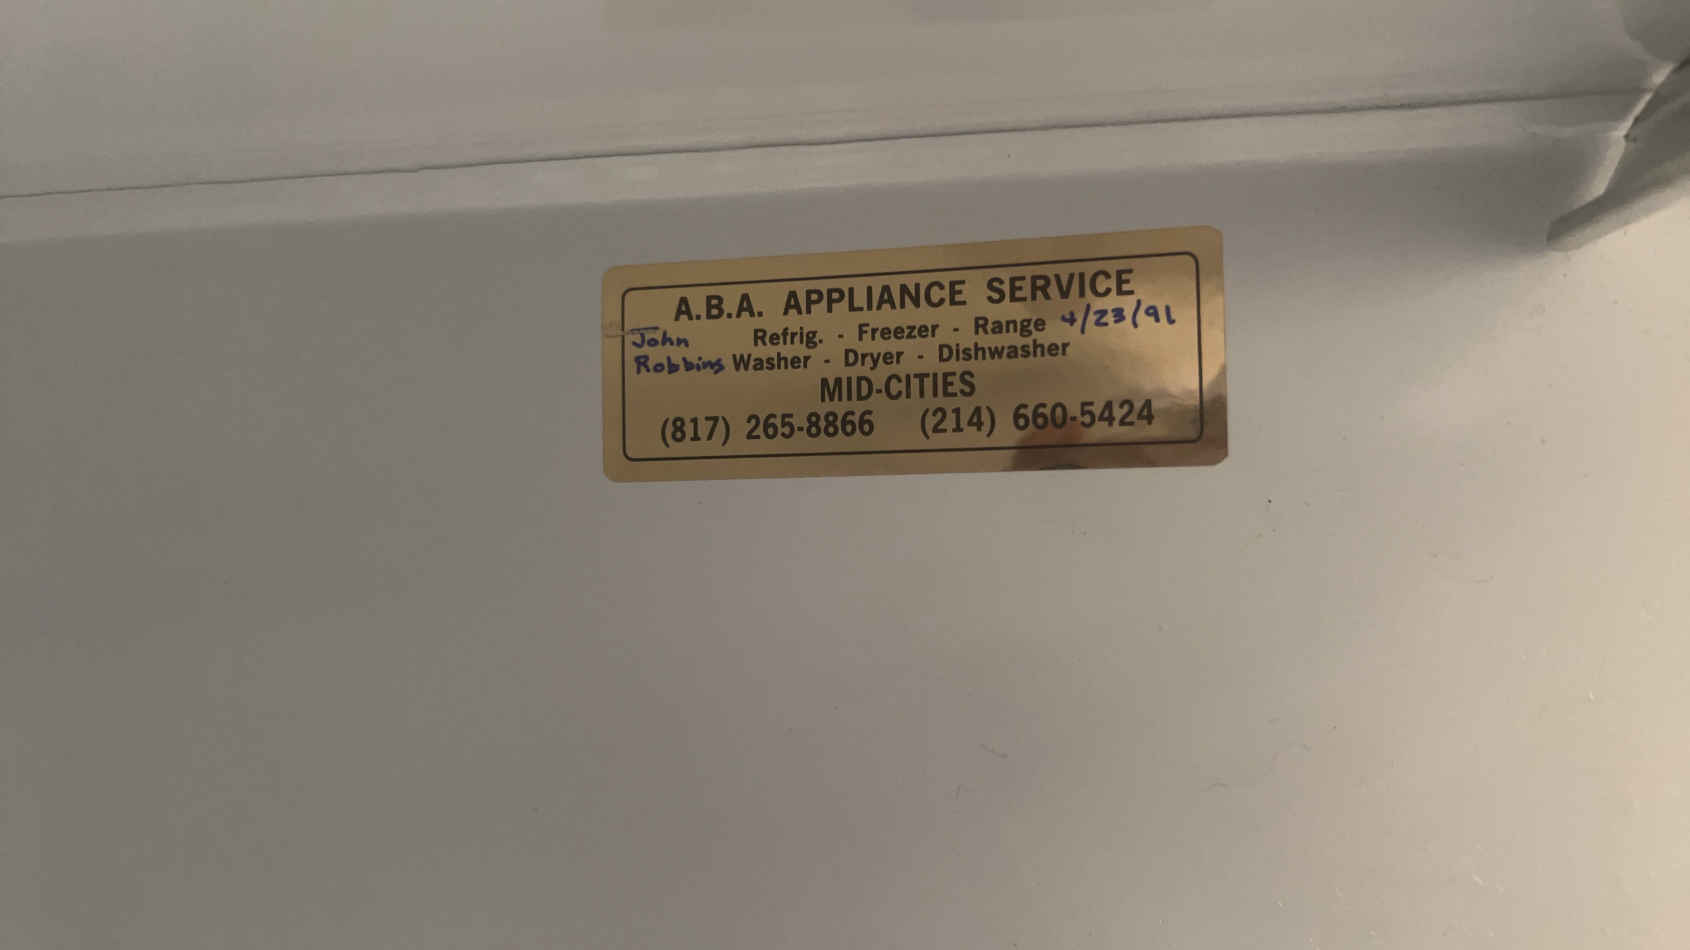 A.B.A. APPLIANCE SERVICE
John Refrig. - Freezer - Range 4/23/91
Robbins Washer - Dryer - Dishwasher
MID-CITIES
(817) 265-8866 (214) 660-5424